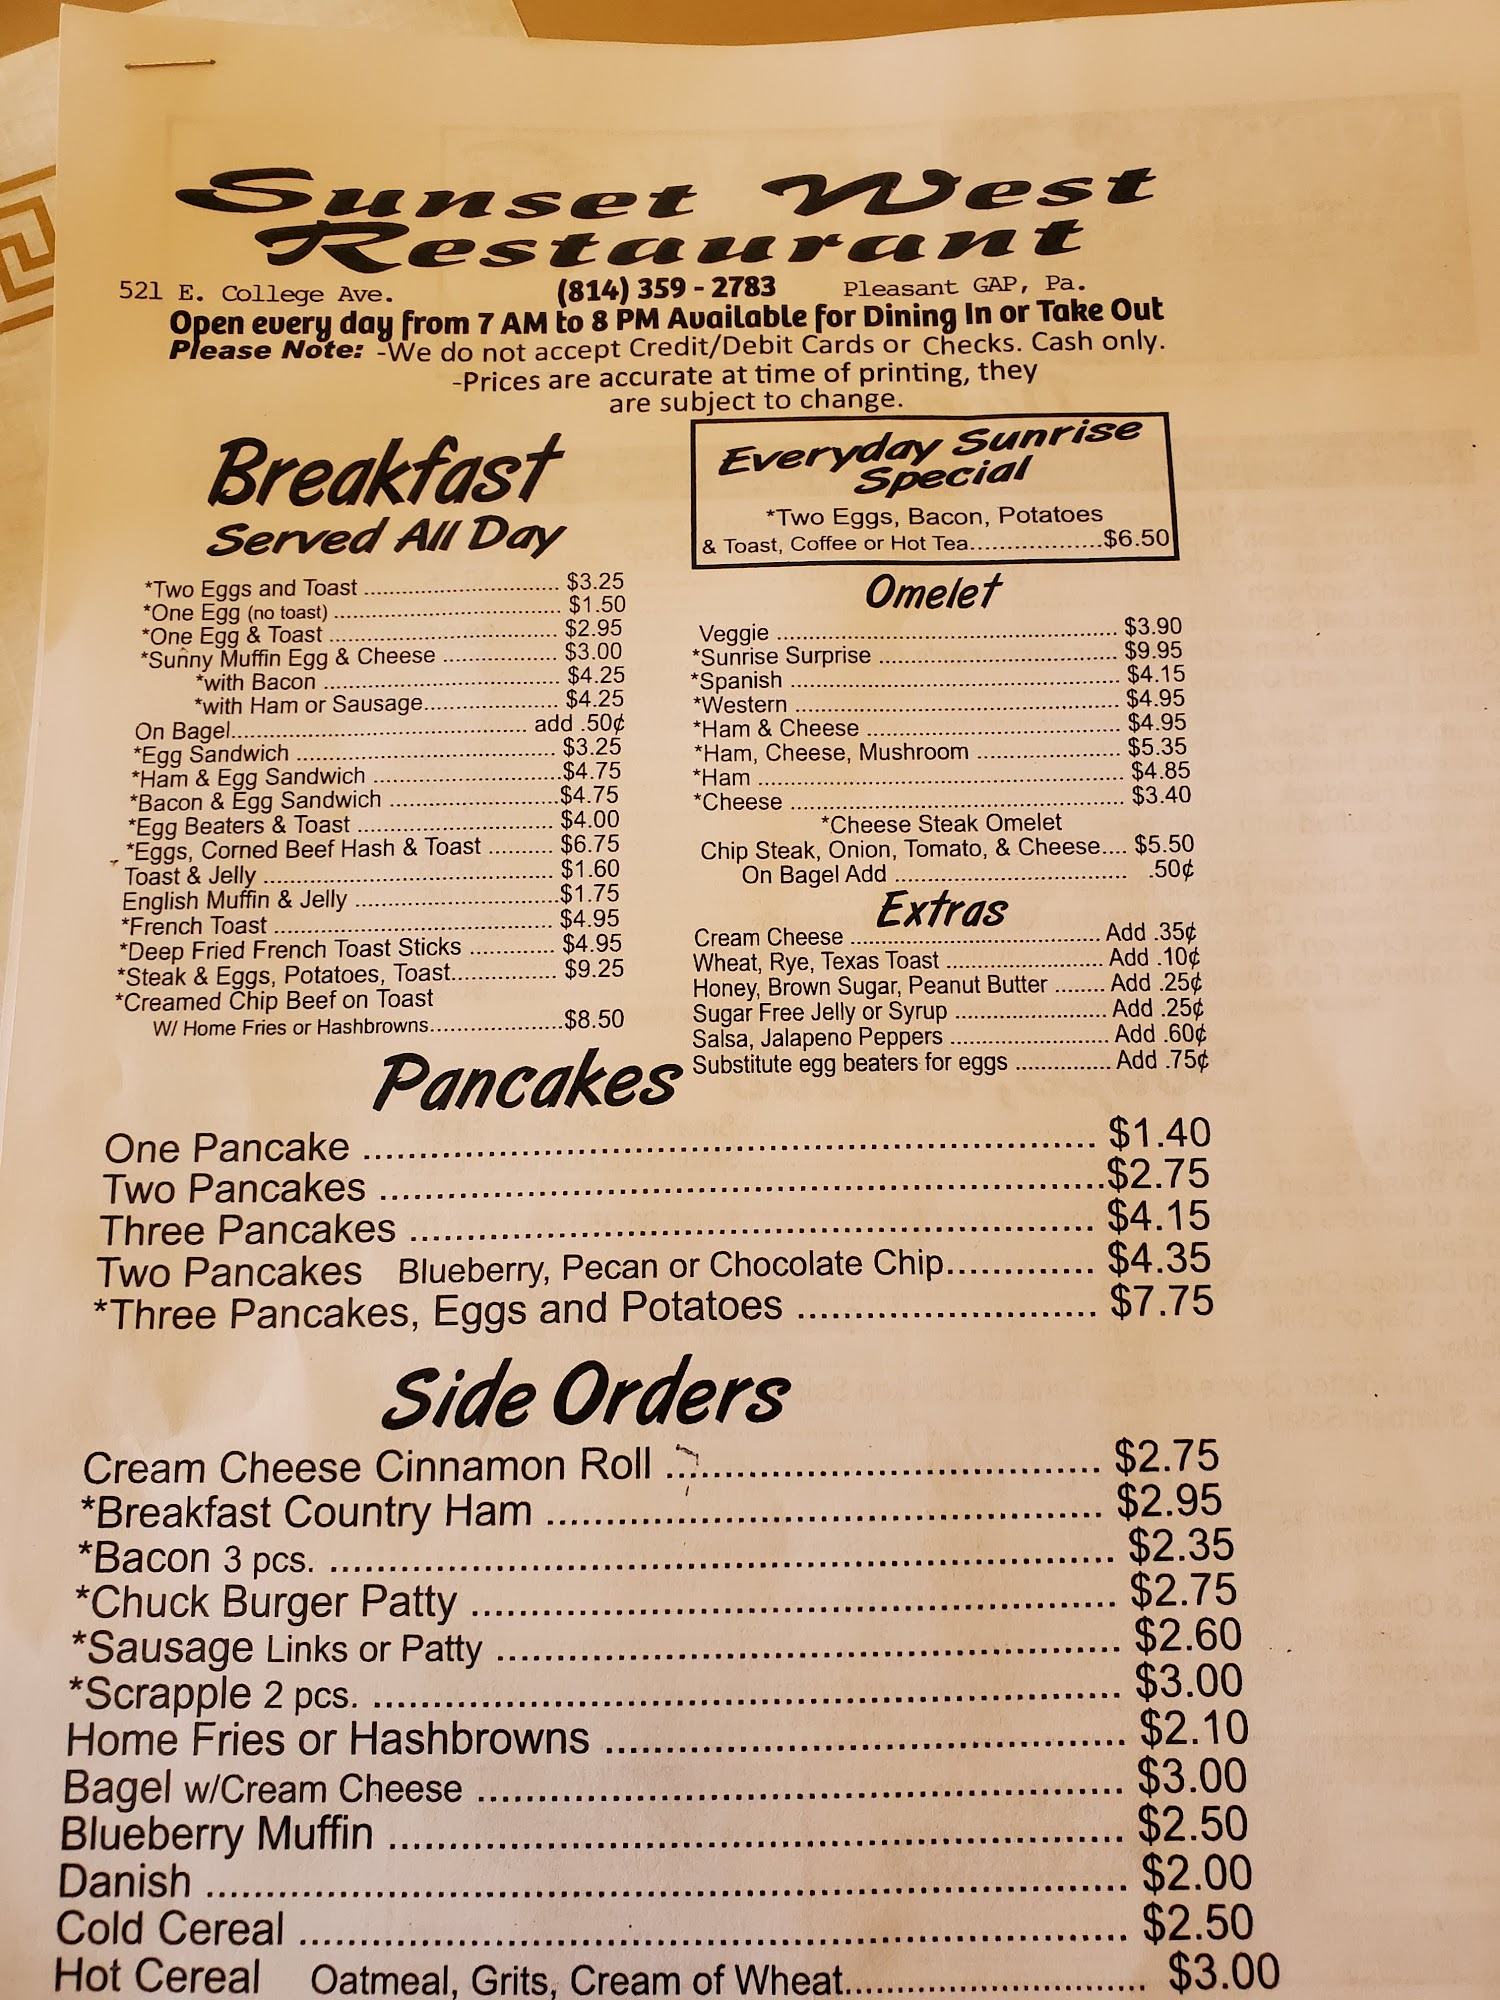 Sunset West
Restaurant
521 E. College Ave. (814) 359 - 2783 Pleasant GAP, Pa.
Open every day from 7 AM to 8 PM Available for Dining In or Take Out
Please Note: -We do not accept Credit/Debit Cards or Checks. Cash only.
-Prices are accurate at time of printing, they
are subject to change.
Breakfast
Served All Day
*Two Eggs and Toast ............ $3.25
*One Egg (no toast) ............ $1.50
*One Egg & Toast ............ $2.95
*Sunny Muffin Egg & Cheese ............ $3.00
*with Bacon ............ $4.25
*with Ham or Sausage............ $4.25
On Bagel............ add .50¢
*Egg Sandwich ............ $3.25
*Ham & Egg Sandwich ............$4.75
*Bacon & Egg Sandwich ............$4.75
*Egg Beaters & Toast ............ $4.00
*Eggs, Corned Beef Hash & Toast .......... $6.75
Toast & Jelly ............ $1.60
English Muffin & Jelly ............$1.75
*French Toast ............ $4.95
*Deep Fried French Toast Sticks ............ $4.95
*Steak & Eggs, Potatoes, Toast............ $9.25
*Creamed Chip Beef on Toast
W/ Home Fries or Hashbrowns............$8.50
Everyday Sunrise
Special
*Two Eggs, Bacon, Potatoes
& Toast, Coffee or Hot Tea............$6.50
Omelet
Veggie ............ $3.90
*Sunrise Surprise ............ $9.95
*Spanish ............ $4.15
*Western ............ $4.95
*Ham & Cheese ............ $4.95
*Ham, Cheese, Mushroom ............ $5.35
*Ham ............ $4.85
*Cheese ............ $3.40
*Cheese Steak Omelet
Chip Steak, Onion, Tomato, & Cheese.... $5.50
On Bagel Add ............ .50¢
Extras
Cream Cheese ............ Add .35¢
Wheat, Rye, Texas Toast ............ Add .10¢
Honey, Brown Sugar, Peanut Butter ........ Add .25¢
Sugar Free Jelly or Syrup ............ Add .25¢
Salsa, Jalapeno Peppers ............ Add .60¢
Substitute egg beaters for eggs ............ Add .75¢
Pancakes
One Pancake ............ $1.40
Two Pancakes ............$2.75
Three Pancakes ............ $4.15
Two Pancakes Blueberry, Pecan or Chocolate Chip............ $4.35
*Three Pancakes, Eggs and Potatoes ............ $7.75
Side Orders
Cream Cheese Cinnamon Roll ............ $2.75
*Breakfast Country Ham ............ $2.95
*Bacon 3 pcs. ............ $2.35
*Chuck Burger Patty ............ $2.75
*Sausage Links or Patty ............ $2.60
*Scrapple 2 pcs. ............ $3.00
Home Fries or Hashbrowns ............ $2.10
Bagel w/Cream Cheese ............ $3.00
Blueberry Muffin ............ $2.50
Danish ............ $2.00
Cold Cereal ............ $2.50
Hot Cereal Oatmeal, Grits, Cream of Wheat............ $3.00